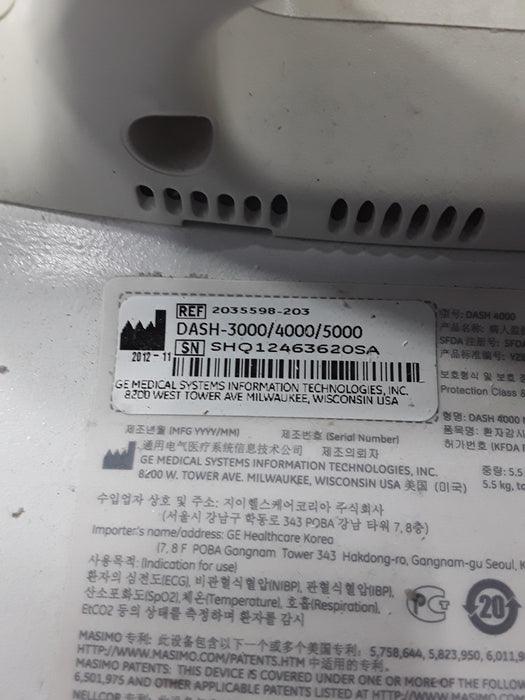 REF 2035598-203
DASH-3000/4000/5000
SN SHQ12463620SA
2012-11
GE MEDICAL SYSTEMS INFORMATION TECHNOLOGIES, INC.
8200 WEST TOWER AVE MILWAUKEE, WISCONSIN USA
型号: DASH 4000
产品名称: 病人监
SFDA 注册号: SFD
产品标准编号: YZB
보호형식 및 보호
Protection Class &
형명: DASH 4000
품목명: 환자감시
허가번호 (KFDA
제조년월 (MFG YYYY/MM) 제조번호 (Serial Number)
通用电气医疗系统信息技术公司 제조의뢰자
GE MEDICAL SYSTEMS INFORMATION TECHNOLOGIES, INC.
8200 W. TOWER AVE. MILWAUKEE, WISCONSIN USA 美国 (미국)
중량: 5.5
5.5 kg, to
수입업자 상호 및 주소: 지이헬스케어코리아 주식회사
(서울시 강남구 학동로 343 POBA 강남 타워 7, 8층)
Importer's name/address: GE Healthcare Korea
(7, 8 F POBA Gangnam Tower 343 Hakdong-ro, Gangnam-gu Seoul, K
사용목적: (Indication for use)
환자의 심전도(ECG), 비관혈식혈압(NIBP), 관혈식혈압(IBP),
산소포화도(SpO2), 체온(Temperature), 호흡(Respiration),
EtCO2 등의 상태를 측정하며 환자를 감시
20
MASIMO 专利: 此设备包含以下一个或多个美国专利: 5,758,644, 5,823,950, 6,011,9
HTTP://WWW.MASIMO.COM/PATENTS.HTM 中适用的专利.
MASIMO PATENTS: THIS DEVICE IS COVERED UNDER ONE OR MORE OF THE FOLLOW
6,501,975 AND OTHER APPLICABLE PATENTS LISTED AT: HTTP://WWW.MASI